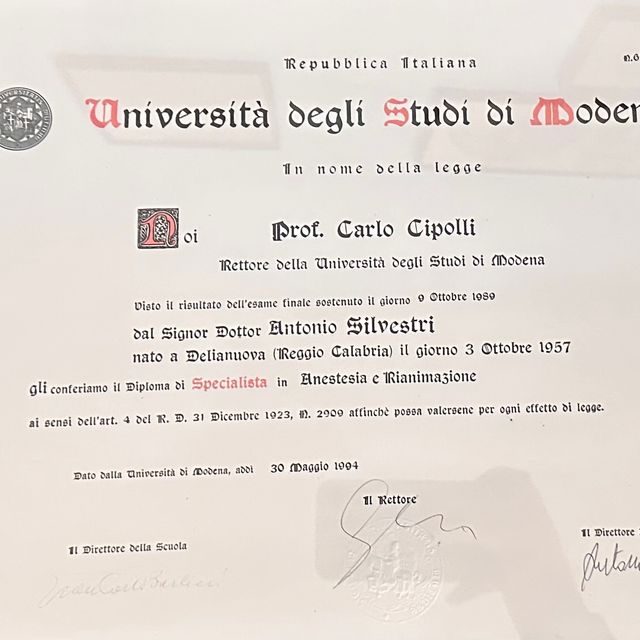 Repubblica Italiana
n.6
Università degli Studi di Moden
In nome della legge
Noi Prof. Carlo Cipolli
Rettore della Università degli Studi di Modena
Visto il risultato dell'esame finale sostenuto il giorno 9 Ottobre 1989
dal Signor Dottor Antonio Silvestri
nato a Delianuova (Reggio Calabria) il giorno 3 Ottobre 1957
gli conferiamo il Diploma di Specialista in Anestesia e Rianimazione
ai sensi dell'art. 4 del R. D. 31 Dicembre 1923, N. 2909 affinchè possa valersene per ogni effetto di legge.
Dato dalla Università di Modena, addì 30 Maggio 1994
Il Rettore
Il Direttore
Il Direttore della Scuola